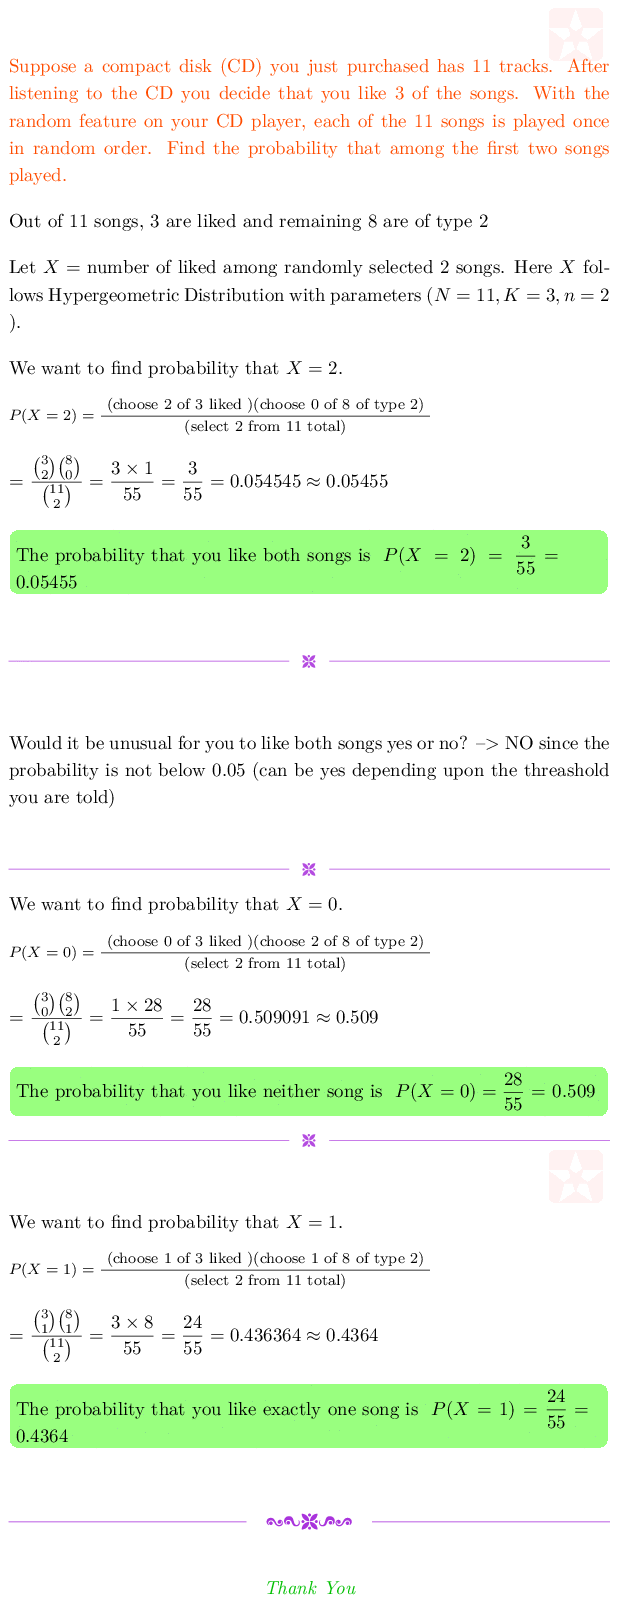 Suppose a compact disk (CD) you just purchased has 11 tracks. After
listening to the CD you decide that you like 3 of the songs. With the
random feature on your CD player, each of the 11 songs is played once
in random order. Find the probability that among the first two songs
played.
Out of 11 songs, 3 are liked and remaining 8 are of type 2
Let X = number of liked among randomly selected 2 songs. Here X fol-
lows Hypergeometric Distribution with parameters (N = 11, K = 3, n = 2
).
We want to find probability that X = 2.
P(X = 2) = \frac{(choose 2 of 3 liked )(choose 0 of 8 of type 2)}{(select 2 from 11 total)}
= \frac{\binom{3}{2}\binom{8}{0}}{\binom{11}{2}} = \frac{3 × 1}{55} = \frac{3}{55} = 0.054545 ≈ 0.05455
The probability that you like both songs is P(X = 2) = \frac{3}{55} =
0.05455
Would it be unusual for you to like both songs yes or no? –> NO since the
probability is not below 0.05 (can be yes depending upon the threashold
you are told)
We want to find probability that X = 0.
P(X = 0) = \frac{(choose 0 of 3 liked )(choose 2 of 8 of type 2)}{(select 2 from 11 total)}
= \frac{\binom{3}{0}\binom{8}{2}}{\binom{11}{2}} = \frac{1 × 28}{55} = \frac{28}{55} = 0.509091 ≈ 0.509
The probability that you like neither song is P(X = 0) = \frac{28}{55} = 0.509
We want to find probability that X = 1.
P(X = 1) = \frac{(choose 1 of 3 liked )(choose 1 of 8 of type 2)}{(select 2 from 11 total)}
= \frac{\binom{3}{1}\binom{8}{1}}{\binom{11}{2}} = \frac{3 × 8}{55} = \frac{24}{55} = 0.436364 ≈ 0.4364
The probability that you like exactly one song is P(X = 1) = \frac{24}{55} =
0.4364
Thank You